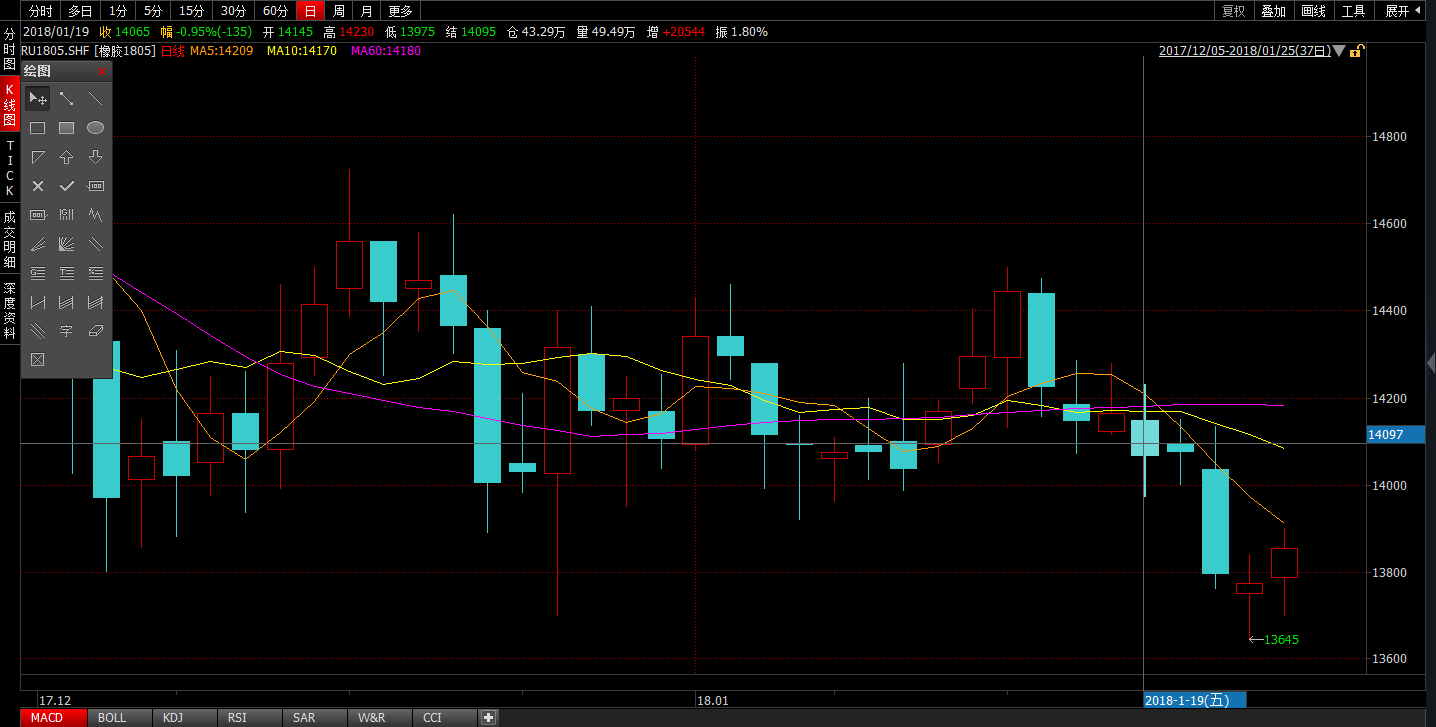 分时 多日 1分 5分 15分 30分 60分 日 周 月 更多 复权 叠加 画线 工具 展开
2018/01/19 收 14065 幅 -0.95%(-135) 开 14145 高 14230 低 13975 结 14095 仓 43.29万 量 49.49万 增 +20544 振 1.80%
RU1805.SHF [橡胶1805] 日线 MA5:14209 MA10:14170 MA60:14180 2017/12/05-2018/01/25(37日)
分时图
K线图
TICK
成交明细
深度资料
绘图
字
14800
14600
14400
14200
14097
14000
13800
13645
13600
17.12 18.01 2018-1-19(五)
MACD BOLL KDJ RSI SAR W&R CCI